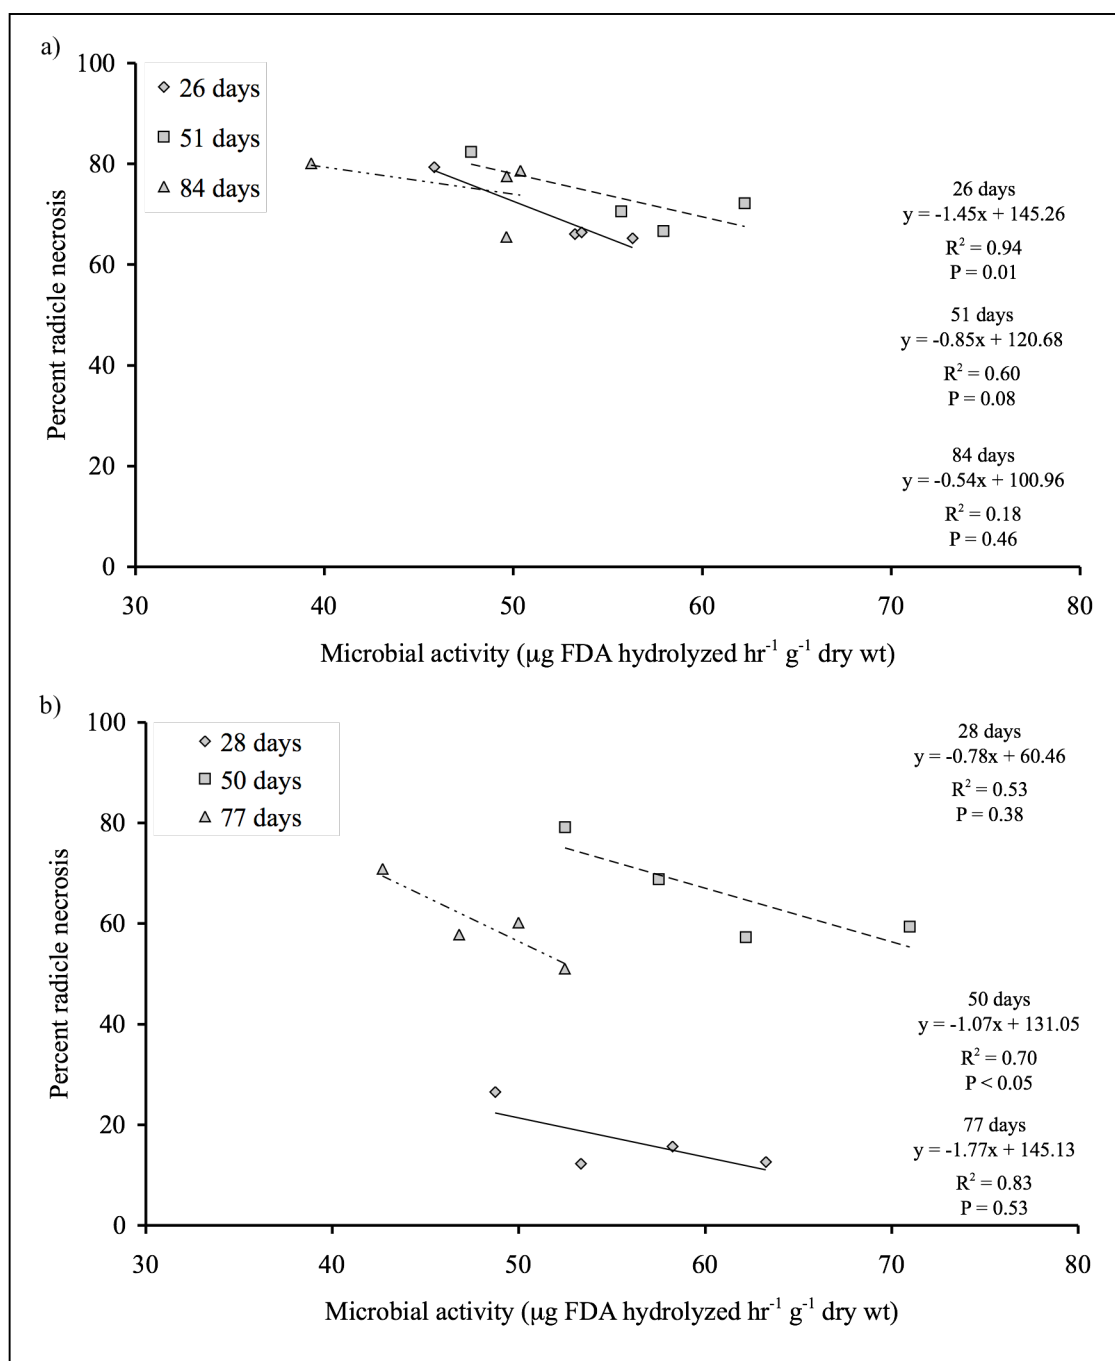 a)
100
80
60
40
20
0
Percent radicle necrosis
26 days
51 days
84 days
26 days
y = -1.45x + 145.26
R² = 0.94
P = 0.01
51 days
y = -0.85x + 120.68
R² = 0.60
P = 0.08
84 days
y = -0.54x + 100.96
R² = 0.18
P = 0.46
30 40 50 60 70 80
Microbial activity (µg FDA hydrolyzed hr⁻¹ g⁻¹ dry wt)
b)
100
80
60
40
20
0
Percent radicle necrosis
28 days
50 days
77 days
28 days
y = -0.78x + 60.46
R² = 0.53
P = 0.38
50 days
y = -1.07x + 131.05
R² = 0.70
P < 0.05
77 days
y = -1.77x + 145.13
R² = 0.83
P = 0.53
30 40 50 60 70 80
Microbial activity (µg FDA hydrolyzed hr⁻¹ g⁻¹ dry wt)